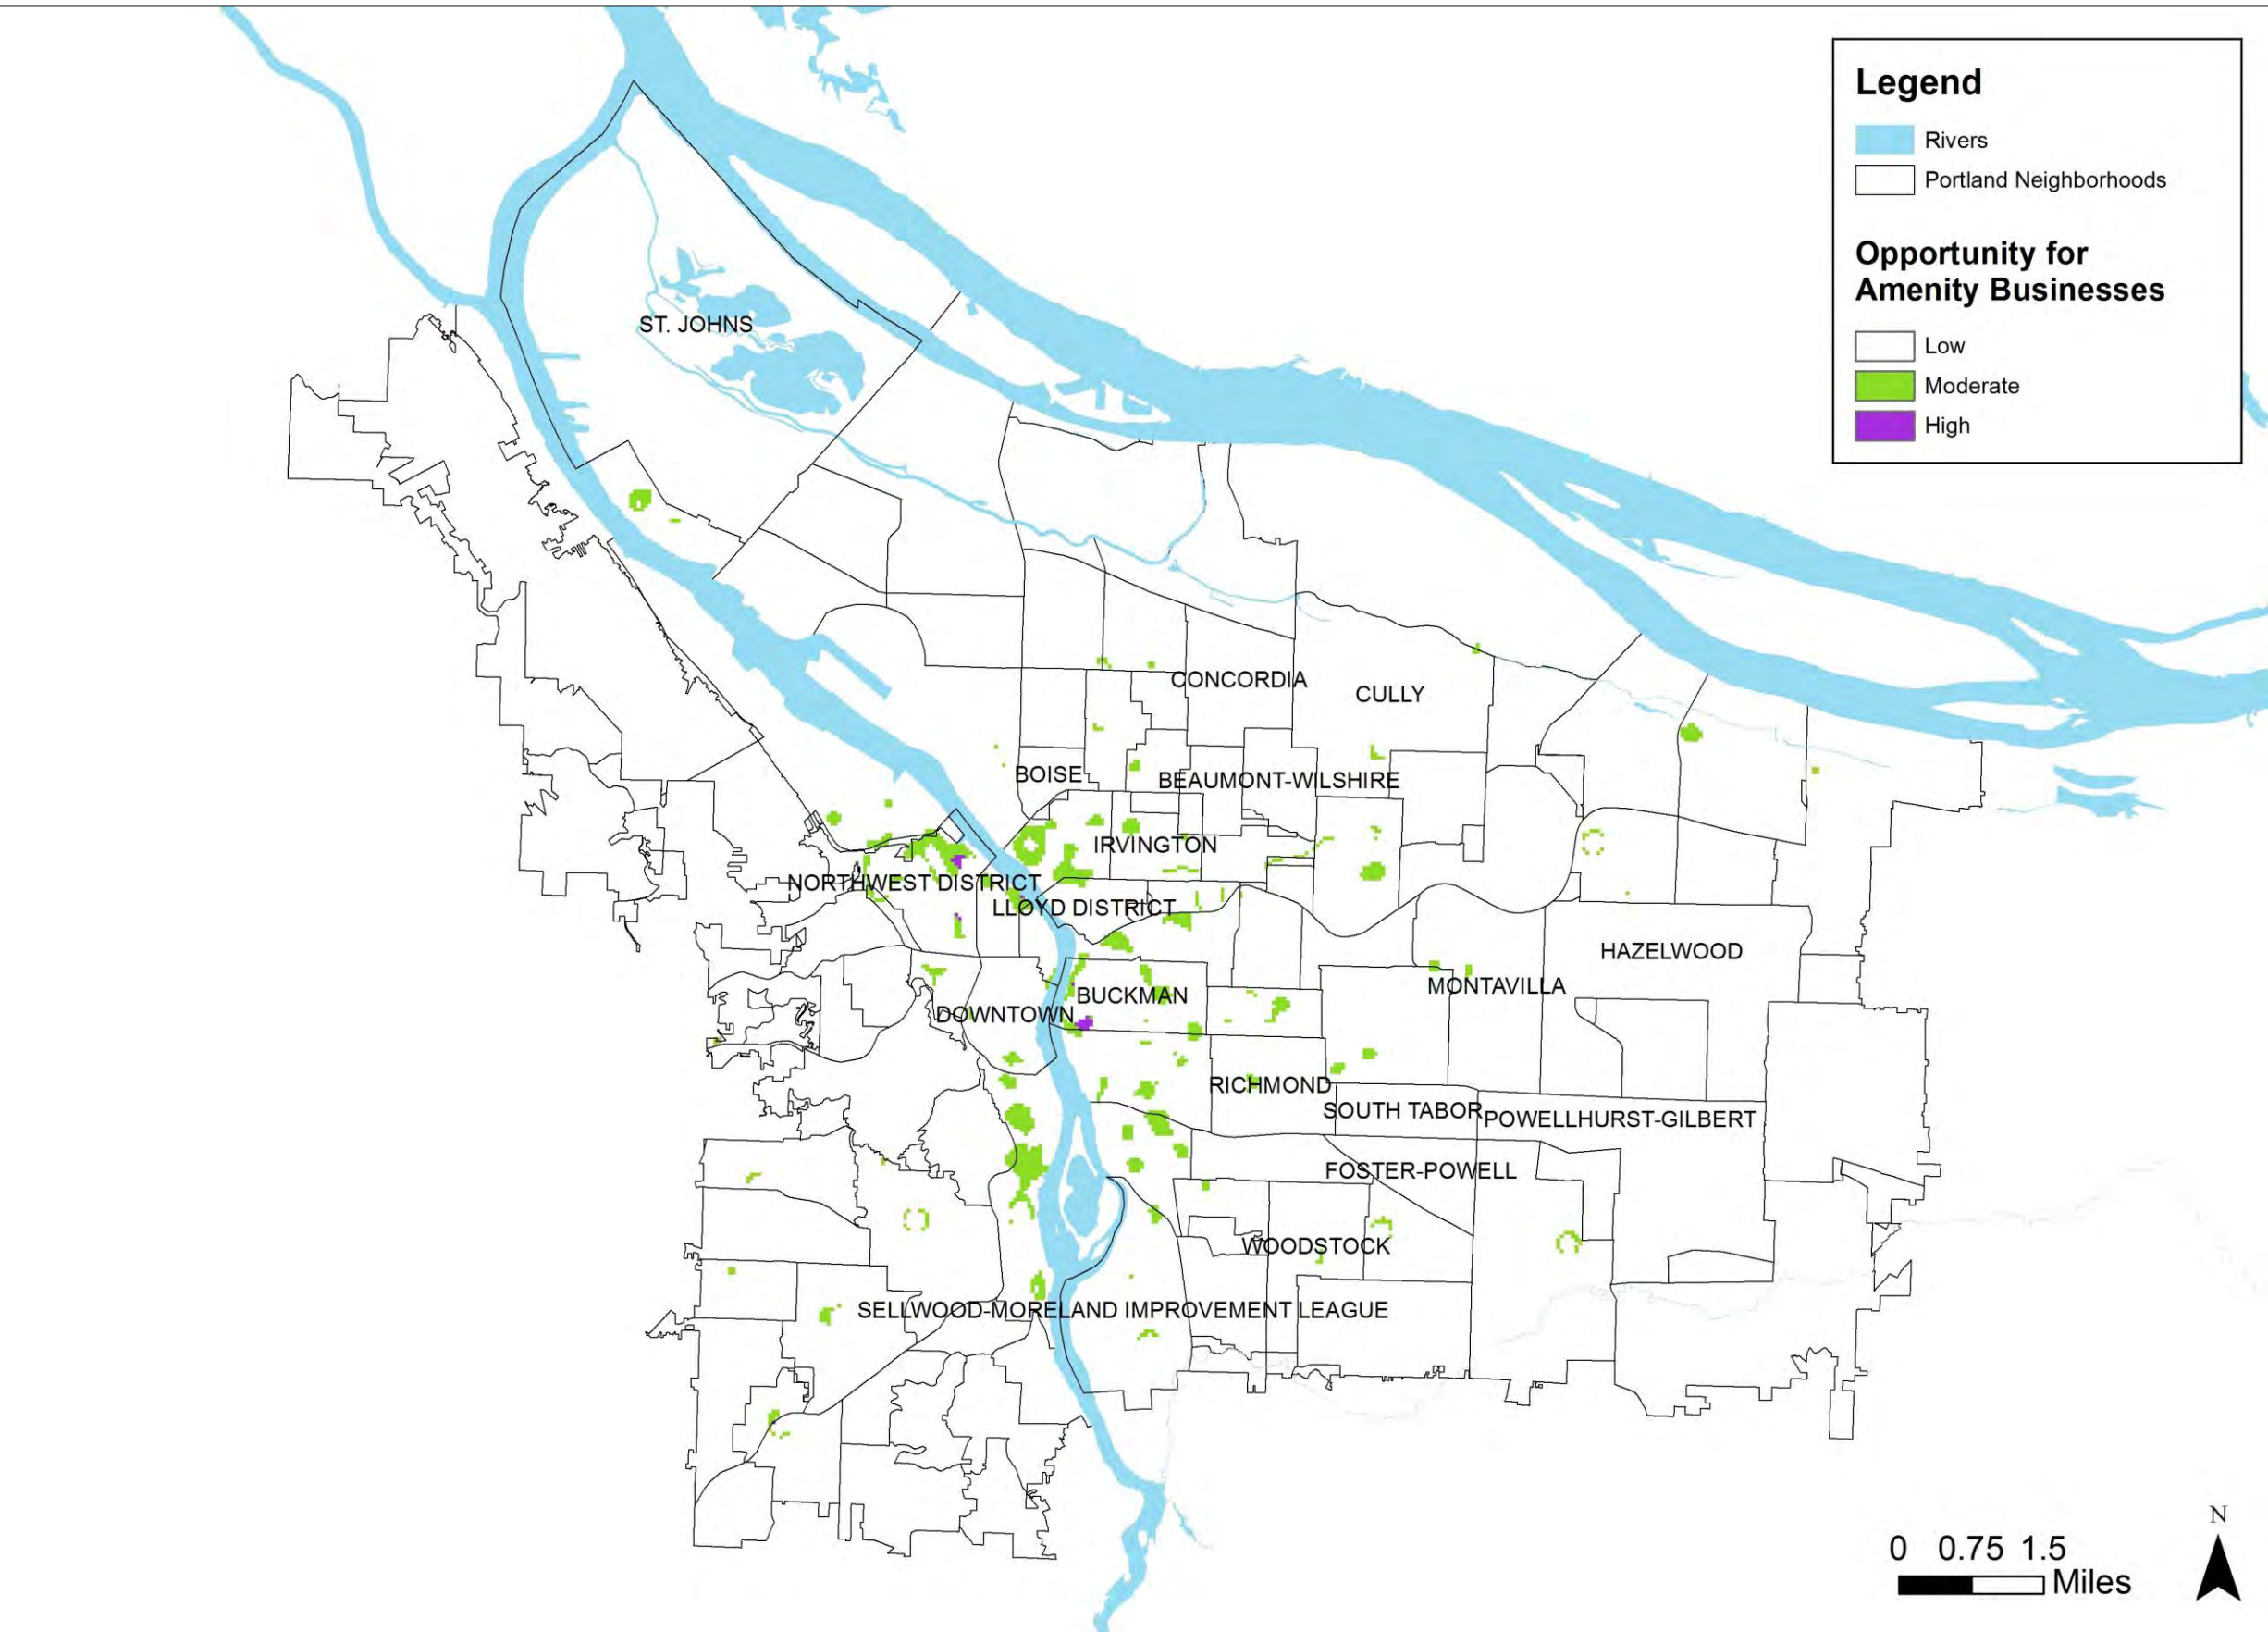 Legend
Rivers
Portland Neighborhoods
Opportunity for
Amenity Businesses
Low
Moderate
High
ST. JOHNS
CONCORDIA
CULLY
BOISE
BEAUMONT-WILSHIRE
IRVINGTON
NORTHWEST DISTRICT
LLOYD DISTRICT
HAZELWOOD
MONTAVILLA
BUCKMAN
DOWNTOWN
RICHMOND
SOUTH TABOR
POWELLHURST-GILBERT
FOSTER-POWELL
WOODSTOCK
SELLWOOD-MORELAND IMPROVEMENT LEAGUE
N
0 0.75 1.5
Miles